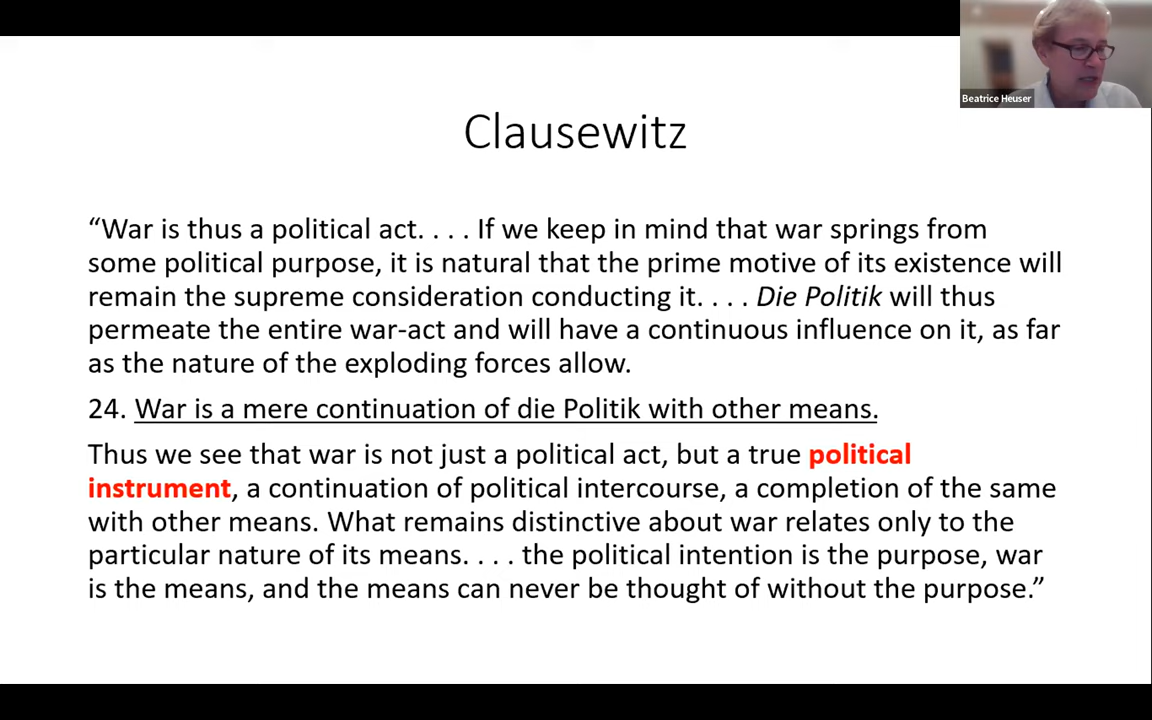 Beatrice Heuser
Clausewitz
“War is thus a political act. . . . If we keep in mind that war springs from
some political purpose, it is natural that the prime motive of its existence will
remain the supreme consideration conducting it. . . . Die Politik will thus
permeate the entire war-act and will have a continuous influence on it, as far
as the nature of the exploding forces allow.
24. War is a mere continuation of die Politik with other means.
Thus we see that war is not just a political act, but a true political
instrument, a continuation of political intercourse, a completion of the same
with other means. What remains distinctive about war relates only to the
particular nature of its means. . . . the political intention is the purpose, war
is the means, and the means can never be thought of without the purpose.”